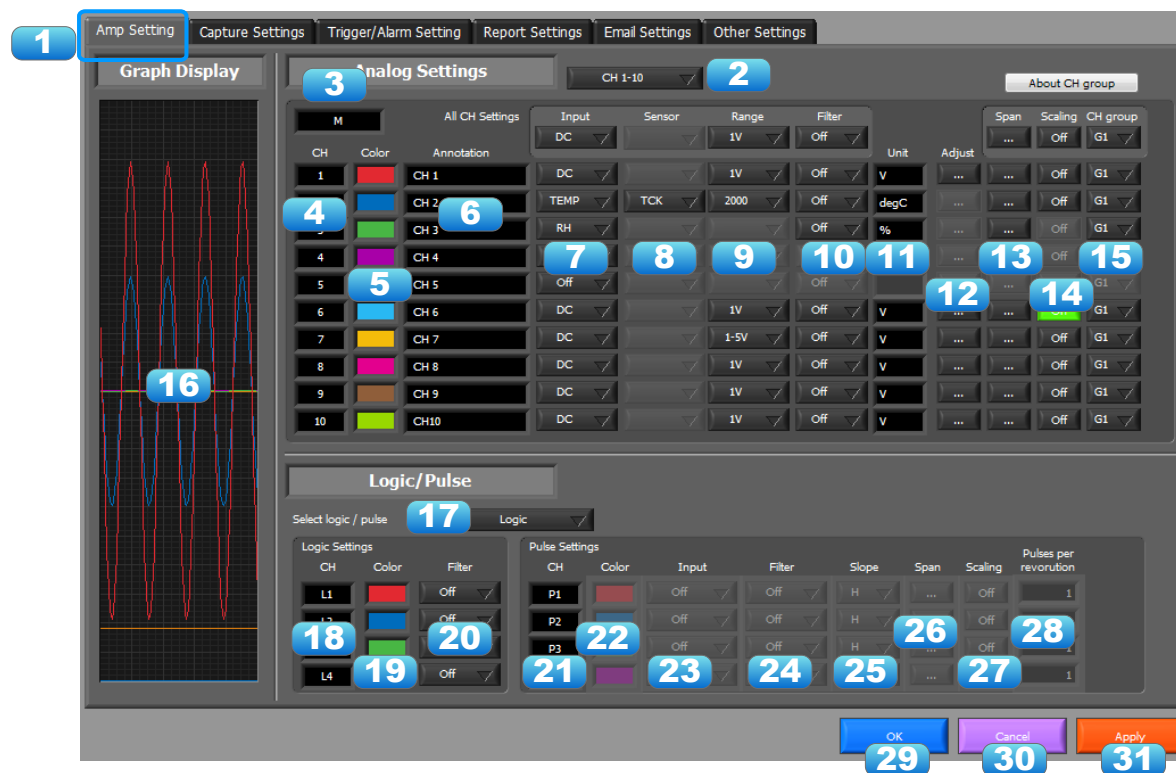 Amp Setting Capture Settings Trigger/Alarm Setting Report Settings Email Settings Other Settings
1
Graph Display Analog Settings CH 1-10 2
About CH group
3
M All CH Settings Input Sensor Range Filter Span Scaling CH group
DC 1V Off ... Off G1
CH Color Annotation Unit Adjust
1 CH 1 DC 1V Off V ... ... Off G1
4 CH 2 6 TEMP TCK 2000 Off degC ... ... Off G1
3 CH 3 RH Off % ... ... Off G1
4 CH 4 7 8 9 10 11 ... 13 Off 15
5 5 CH 5 Off Off 12 ... 14 G1
6 CH 6 DC 1V Off V ... ... Off G1
7 CH 7 DC 1-5V Off V ... ... Off G1
16
8 CH 8 DC 1V Off V ... ... Off G1
9 CH 9 DC 1V Off V ... ... Off G1
10 CH10 DC 1V Off V ... ... Off G1
Logic/Pulse
Select logic / pulse 17 Logic
Logic Settings Pulse Settings
CH Color Filter CH Color Input Filter Slope Span Scaling Pulses per
revorution
L1 Off P1 Off Off H ... Off 1
Off P2 Off Off H 26 Off 28
18 20 P3 22 Off Off H Off 1
L4 19 Off 21 23 24 25 ... 27 1
OK Cancel Apply
29 30 31